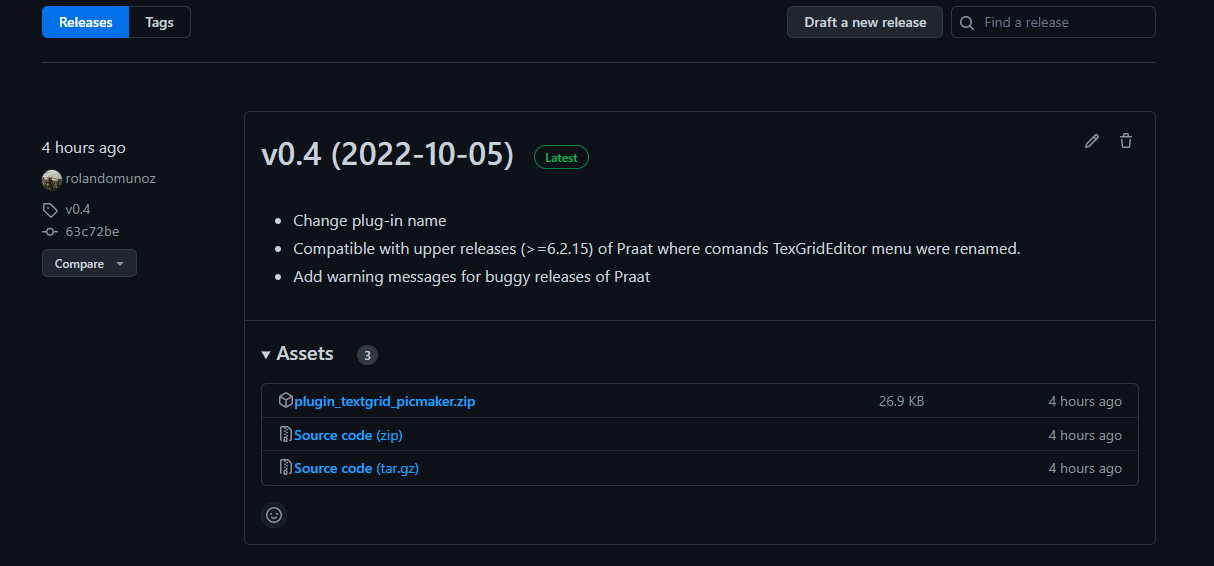 Releases Tags Draft a new release Find a release
4 hours ago
rolandomunoz
v0.4
63c72be
Compare
v0.4 (2022-10-05) Latest
Change plug-in name
Compatible with upper releases (>=6.2.15) of Praat where comands TexGridEditor menu were renamed.
Add warning messages for buggy releases of Praat
Assets 3
plugin_textgrid_picmaker.zip 26.9 KB 4 hours ago
Source code (zip) 4 hours ago
Source code (tar.gz) 4 hours ago